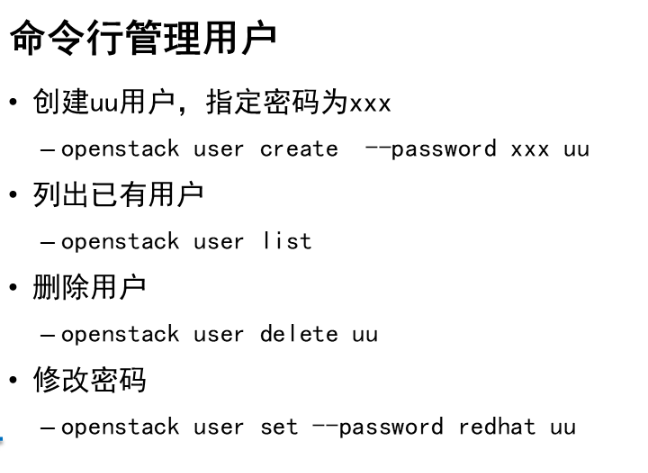 命令行管理用户
• 创建uu用户，指定密码为xxx
– openstack user create  --password xxx uu
• 列出已有用户
– openstack user list
• 删除用户
– openstack user delete uu
• 修改密码
– openstack user set --password redhat uu